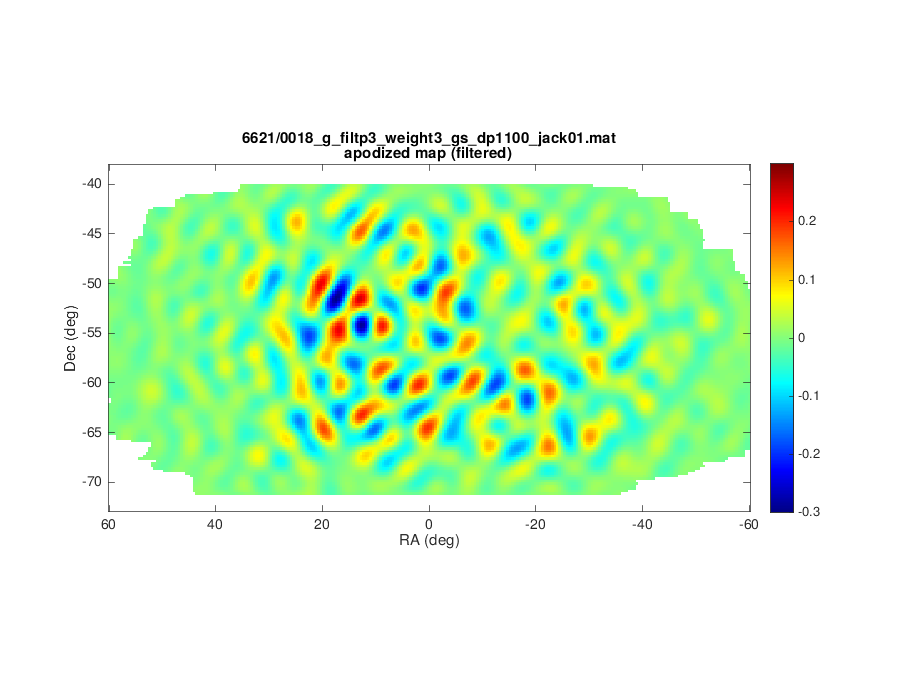 6621/0018_g_filtp3_weight3_gs_dp1100_jack01.mat
apodized map (filtered)
-40
-45
-50
-55
-60
-65
-70
Dec (deg)
60 40 20 0 -20 -40 -60
RA (deg)
0.2
0.1
0
-0.1
-0.2
-0.3